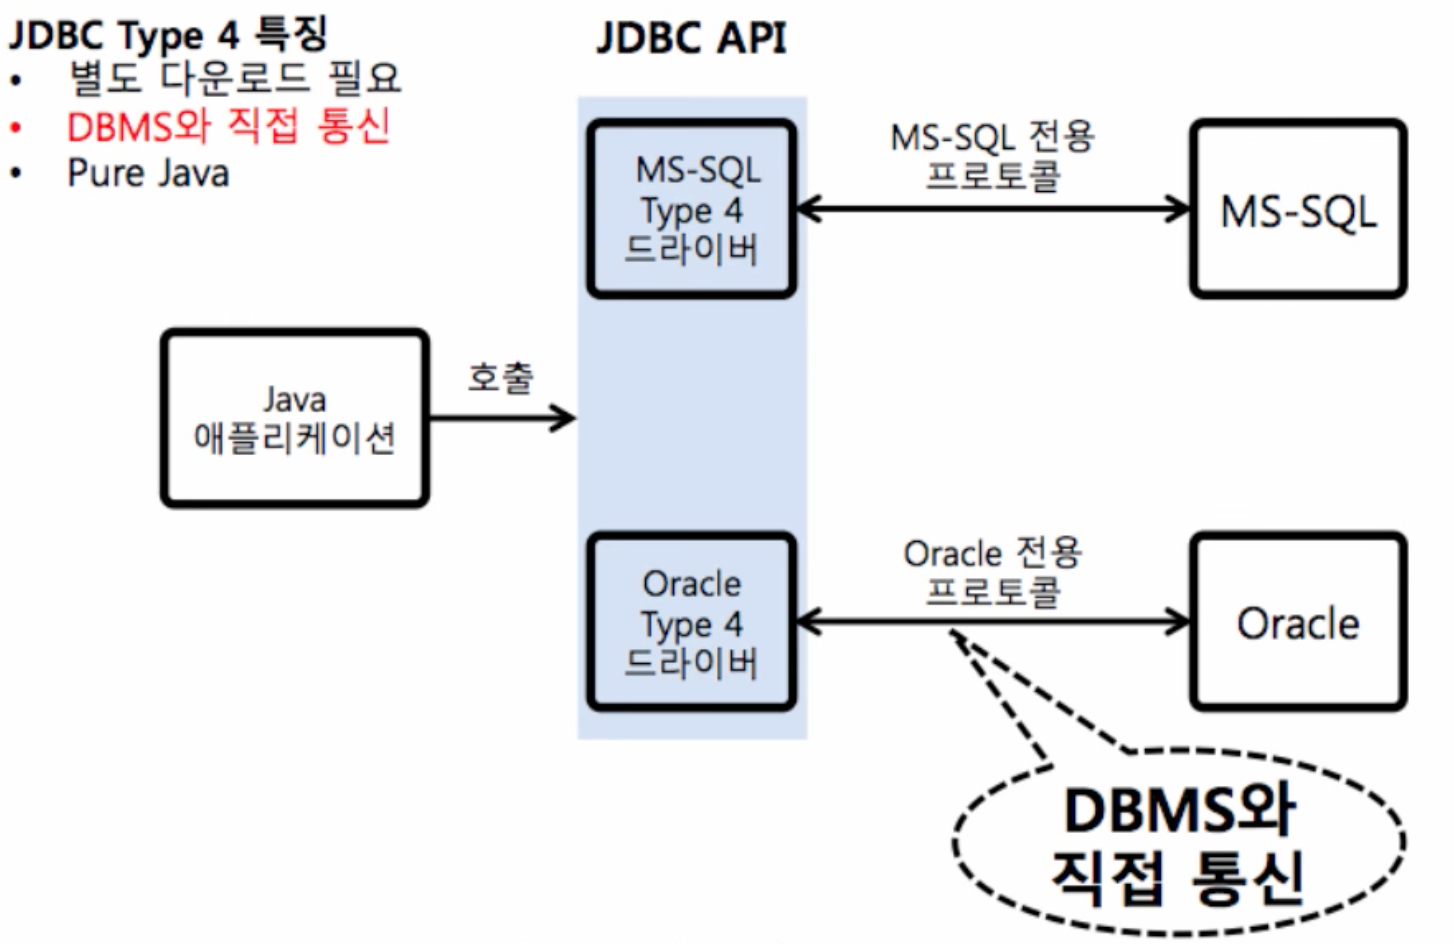 JDBC Type 4 특징
• 별도 다운로드 필요
• DBMS와 직접 통신
• Pure Java
JDBC API
MS-SQL
Type 4
드라이버
MS-SQL 전용
프로토콜
MS-SQL
Java
애플리케이션
호출
Oracle
Type 4
드라이버
Oracle 전용
프로토콜
Oracle
DBMS와
직접 통신